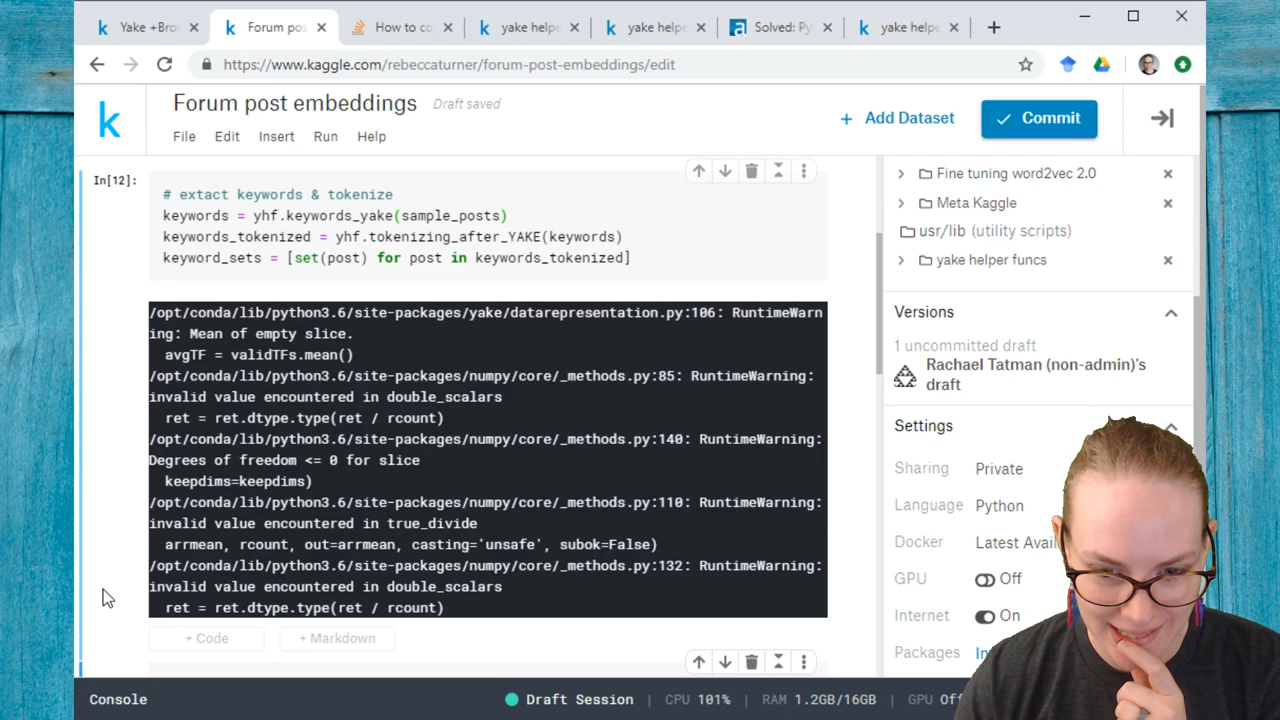 Yake +Bro
Forum pos
How to co
yake helpe
yake helpe
Solved: Py
yake helpe
https://www.kaggle.com/rebeccaturner/forum-post-embeddings/edit
k
Forum post embeddings
Draft saved
File Edit Insert Run Help
+ Add Dataset
Commit
In[12]:
# extact keywords & tokenize
keywords = yhf.keywords_yake(sample_posts)
keywords_tokenized = yhf.tokenizing_after_YAKE(keywords)
keyword_sets = [set(post) for post in keywords_tokenized]
/opt/conda/lib/python3.6/site-packages/yake/datarepresentation.py:106: RuntimeWarn
ing: Mean of empty slice.
avgTF = validTFs.mean()
/opt/conda/lib/python3.6/site-packages/numpy/core/_methods.py:85: RuntimeWarning:
invalid value encountered in double_scalars
ret = ret.dtype.type(ret / rcount)
/opt/conda/lib/python3.6/site-packages/numpy/core/_methods.py:140: RuntimeWarning:
Degrees of freedom <= 0 for slice
keepdims=keepdims)
/opt/conda/lib/python3.6/site-packages/numpy/core/_methods.py:110: RuntimeWarning:
invalid value encountered in true_divide
arrmean, rcount, out=arrmean, casting='unsafe', subok=False)
/opt/conda/lib/python3.6/site-packages/numpy/core/_methods.py:132: RuntimeWarning:
invalid value encountered in double_scalars
ret = ret.dtype.type(ret / rcount)
+ Code
+ Markdown
Fine tuning word2vec 2.0
Meta Kaggle
usr/lib (utility scripts)
yake helper funcs
Versions
1 uncommitted draft
Rachael Tatman (non-admin)'s
draft
Settings
Sharing Private
Language Python
Docker Latest Avai
GPU Off
Internet On
Packages In
Console
Draft Session | CPU 101% | RAM 1.2GB/16GB | GPU Off